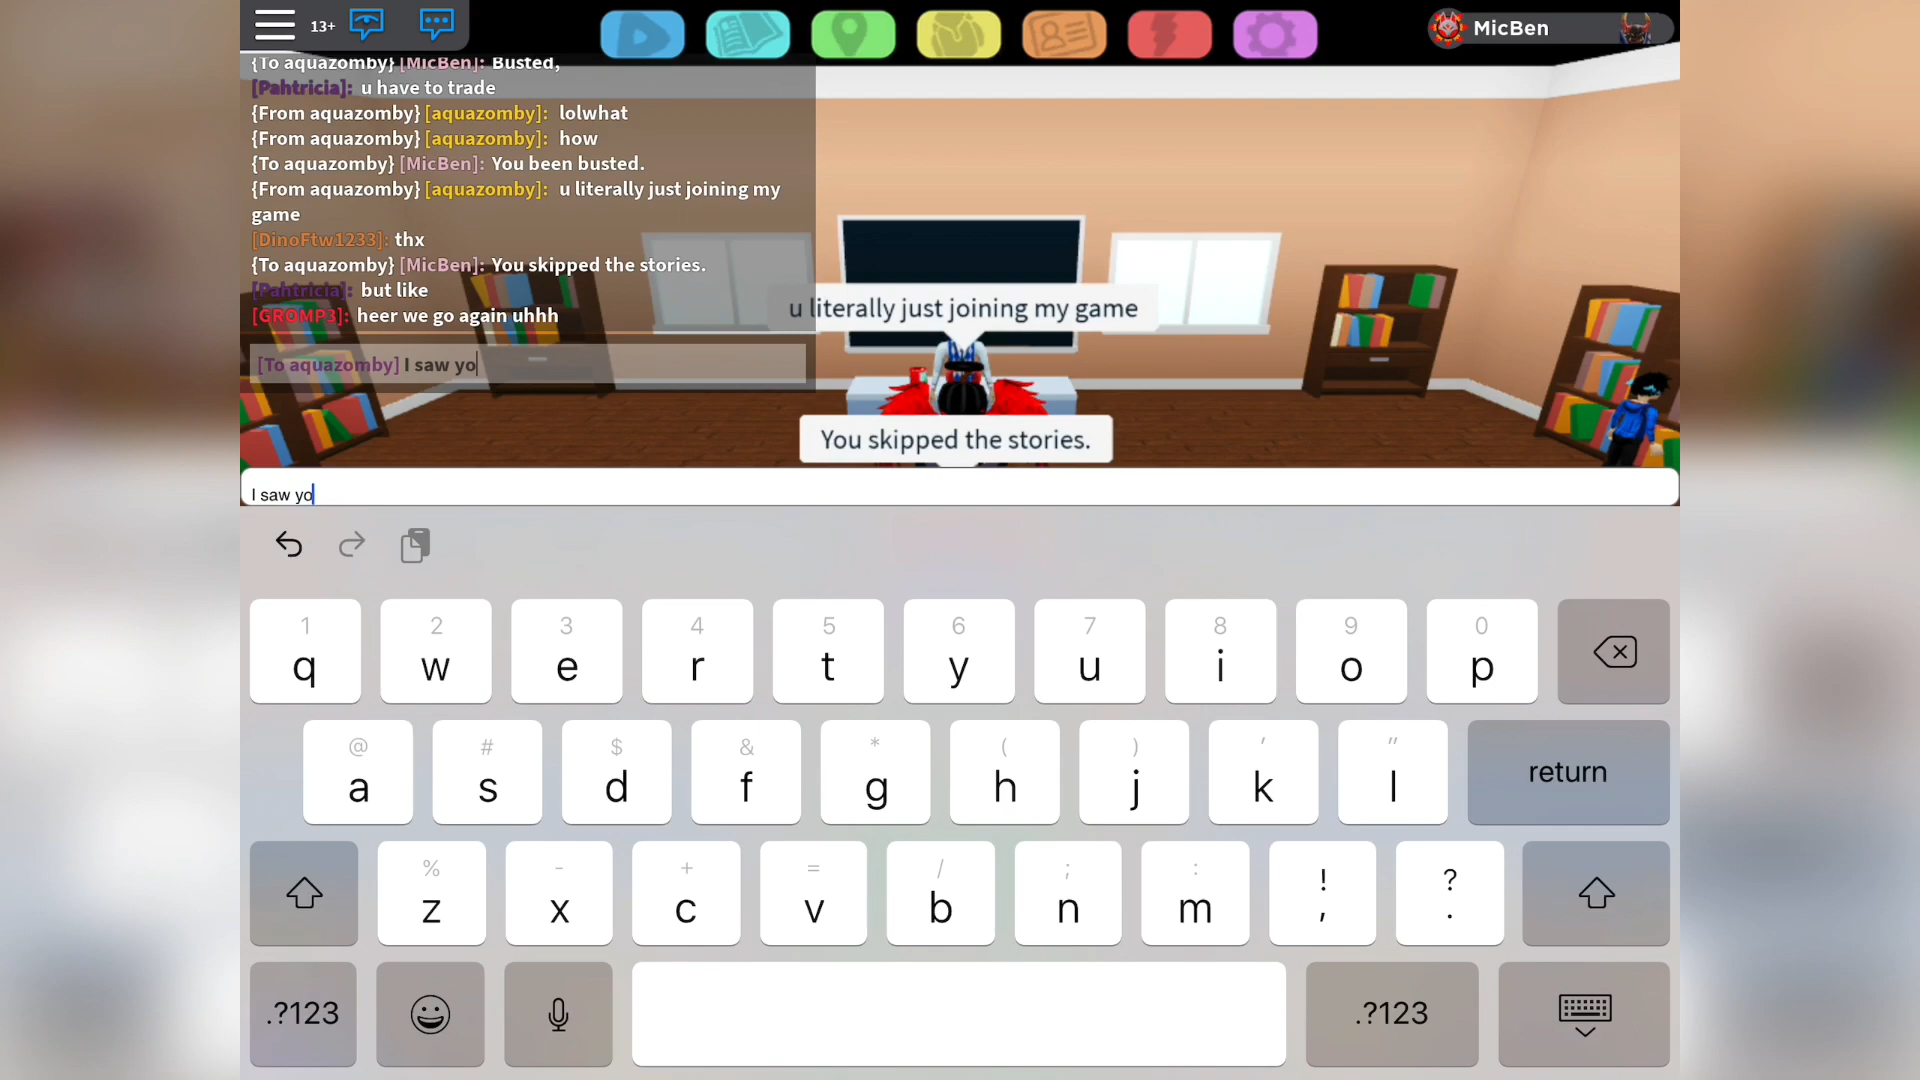 13+
MicBen
{To aquazomby} [MicBen]: Busted,
[Pahtricia]: u have to trade
{From aquazomby} [aquazomby]: lolwhat
{From aquazomby} [aquazomby]: how
{To aquazomby} [MicBen]: You been busted.
{From aquazomby} [aquazomby]: u literally just joining my
game
[DinoFtw1233]: thx
{To aquazomby} [MicBen]: You skipped the stories.
[Pahtricia]: but like
[GROMP3]: heer we go again uhhh
u literally just joining my game
[To aquazomby] I saw yo
You skipped the stories.
I saw yo
1 2 3 4 5 6 7 8 9 0
q w e r t y u i o p
@ # $ & * ( ) ' "
a s d f g h j k l return
% - + = / ; : ! ?
z x c v b n m , .
.?123 .?123